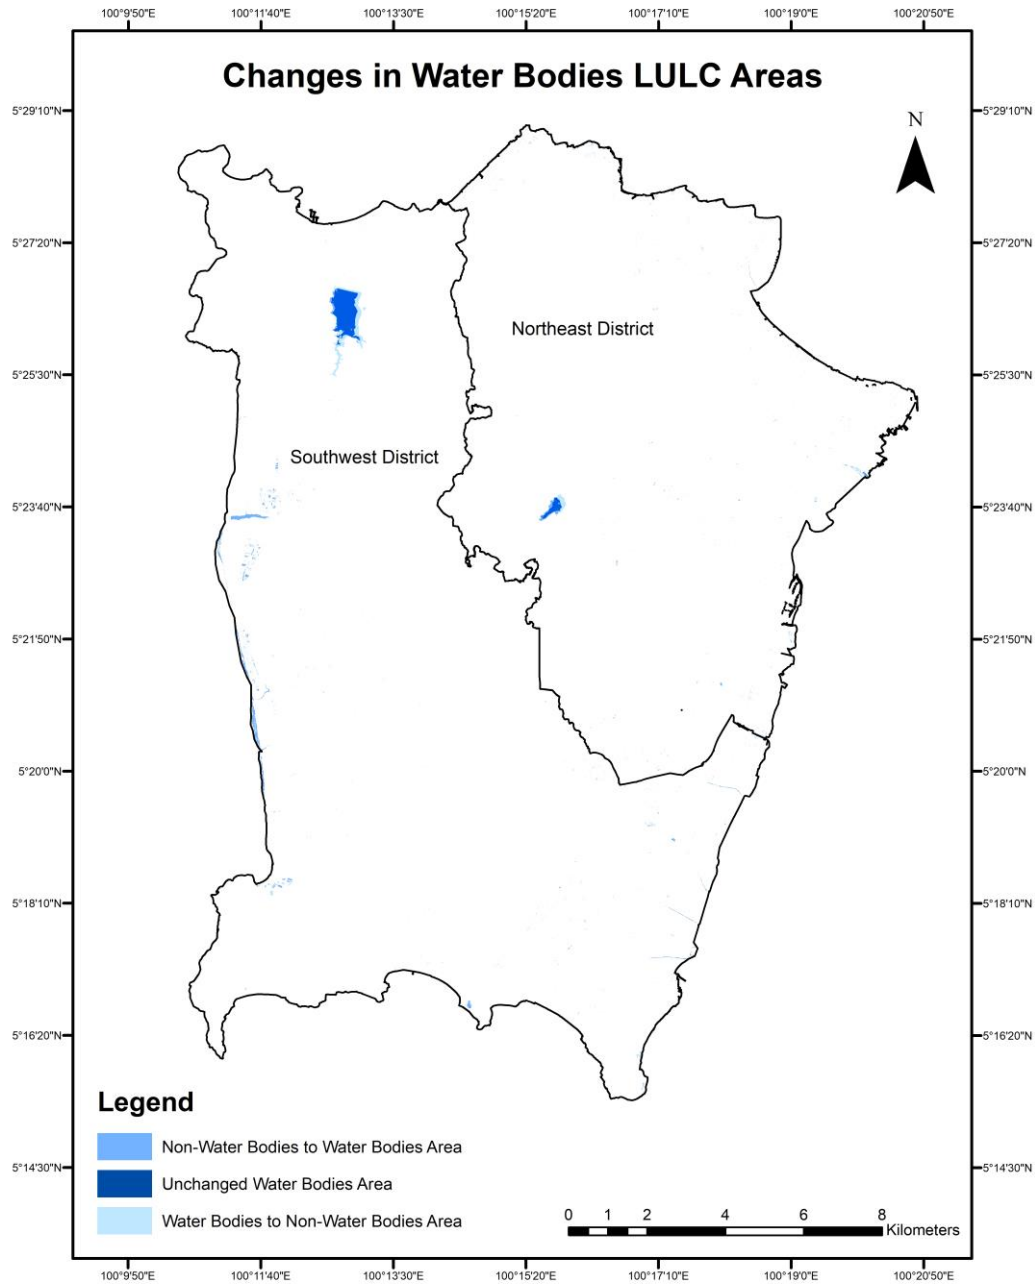 100°9'50"E 100°11'40"E 100°13'30"E 100°15'20"E 100°17'10"E 100°19'0"E 100°20'50"E
Changes in Water Bodies LULC Areas
5°29'10"N 5°29'10"N
N
5°27'20"N 5°27'20"N
Northeast District
5°25'30"N 5°25'30"N
Southwest District
5°23'40"N 5°23'40"N
5°21'50"N 5°21'50"N
5°20'0"N 5°20'0"N
5°18'10"N 5°18'10"N
5°16'20"N 5°16'20"N
Legend
Non-Water Bodies to Water Bodies Area
5°14'30"N 5°14'30"N
Unchanged Water Bodies Area
Water Bodies to Non-Water Bodies Area
0 1 2 4 6 8
Kilometers
100°9'50"E 100°11'40"E 100°13'30"E 100°15'20"E 100°17'10"E 100°19'0"E 100°20'50"E